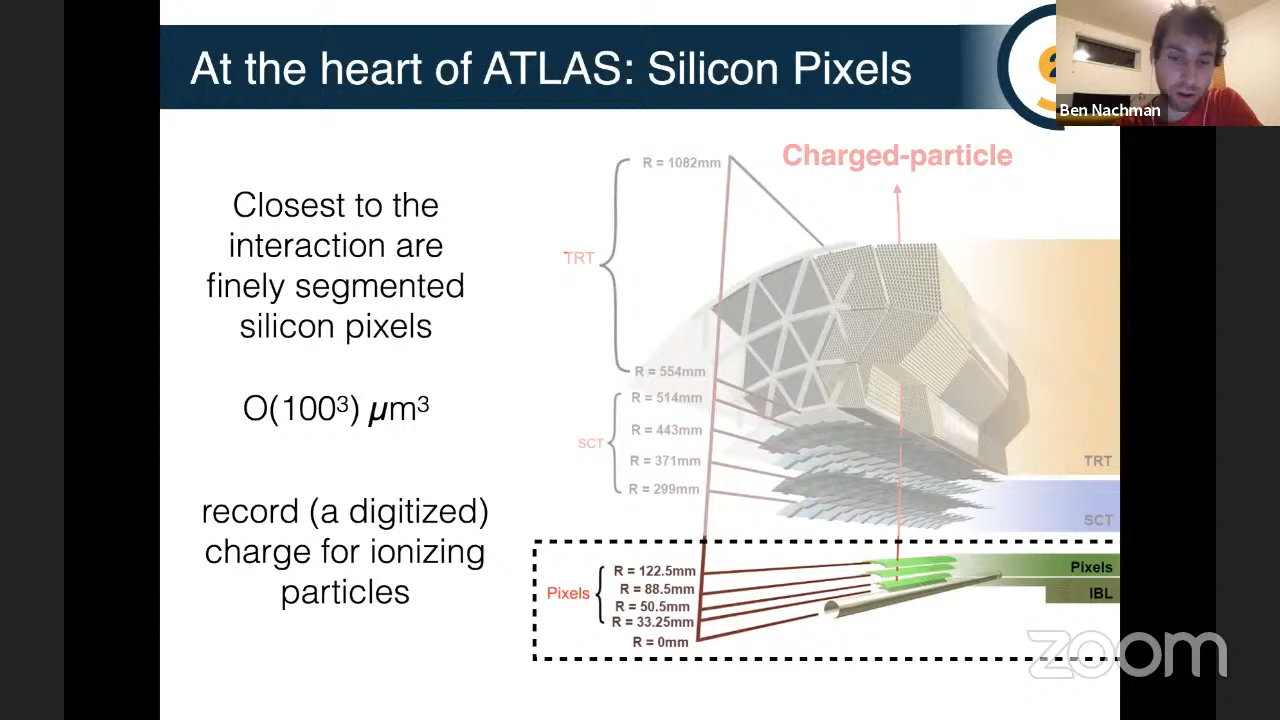 At the heart of ATLAS: Silicon Pixels
Ben Nachman
Closest to the
interaction are
finely segmented
silicon pixels
O(100³) µm³
record (a digitized)
charge for ionizing
particles
Charged-particle
R = 1082mm
TRT
R = 554mm
R = 514mm
R = 443mm
SCT
R = 371mm
R = 299mm
TRT
SCT
Pixels
R = 122.5mm
R = 88.5mm
R = 50.5mm
R = 33.25mm
R = 0mm
Pixels
IBL
zoom